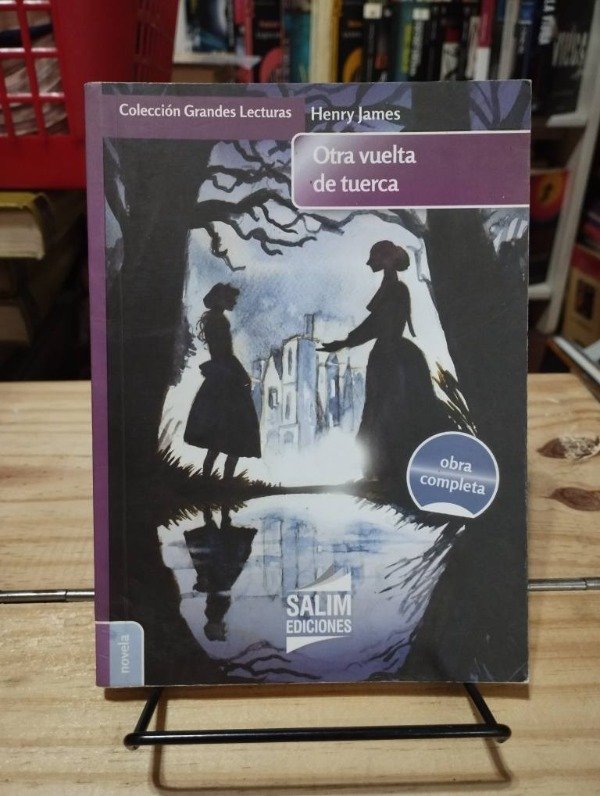 Colección Grandes Lecturas
Henry James
Otra vuelta
de tuerca
obra
completa
SALIM
EDICIONES
novela